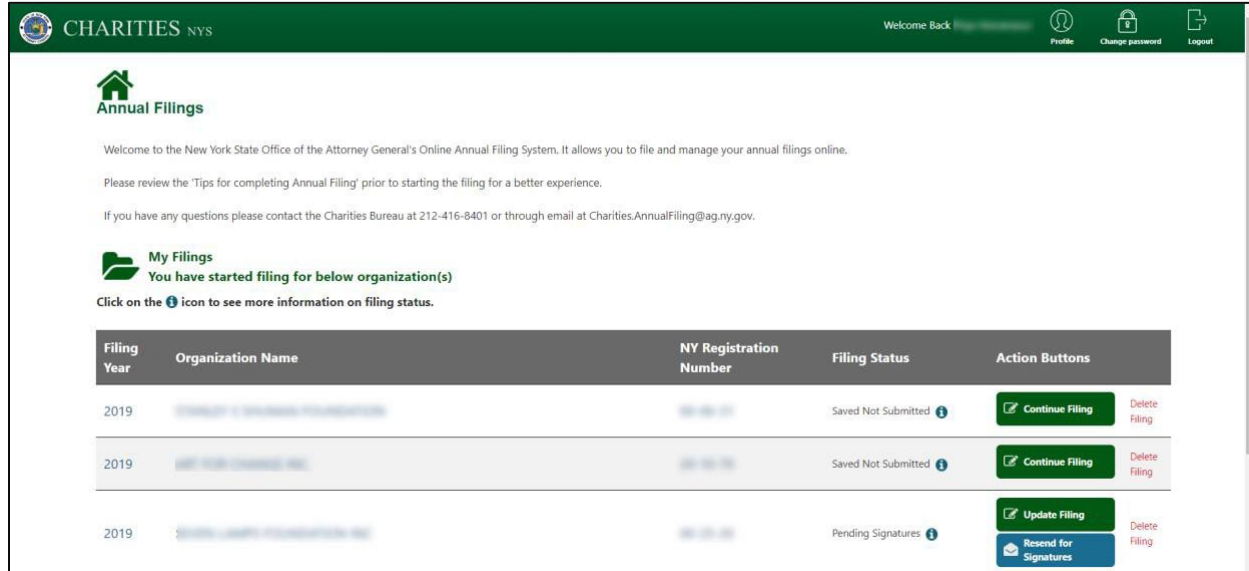 CHARITIES NYS
Welcome Back
Profile
Change password
Logout
Annual Filings
Welcome to the New York State Office of the Attorney General's Online Annual Filing System. It allows you to file and manage your annual filings online.
Please review the 'Tips for completing Annual Filing' prior to starting the filing for a better experience.
If you have any questions please contact the Charities Bureau at 212-416-8401 or through email at Charities.AnnualFiling@ag.ny.gov.
My Filings
You have started filing for below organization(s)
Click on the i icon to see more information on filing status.
Filing Year Organization Name NY Registration Number Filing Status Action Buttons
2019 Saved Not Submitted i Continue Filing Delete Filing
2019 Saved Not Submitted i Continue Filing Delete Filing
2019 Pending Signatures i Update Filing Resend for Signatures Delete Filing